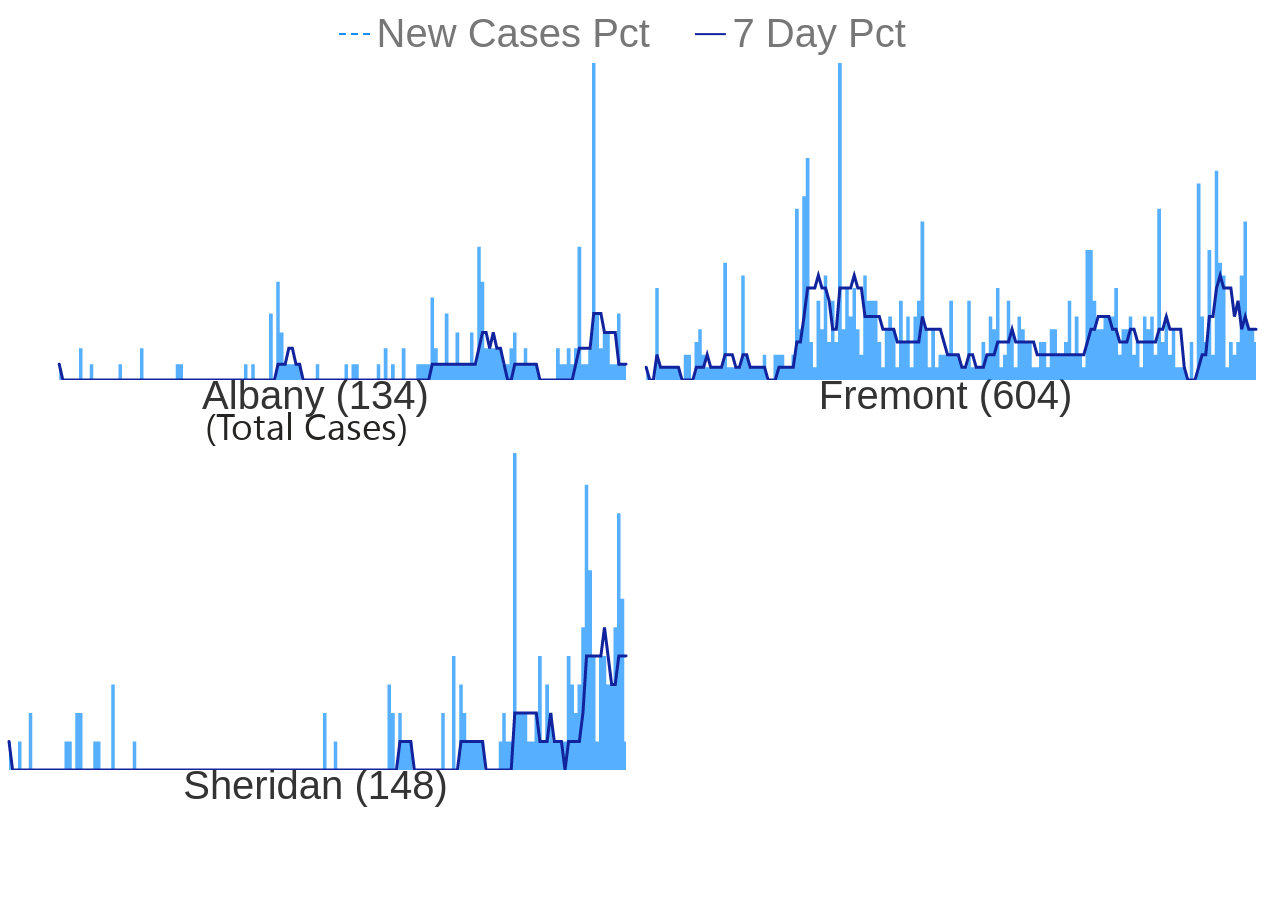 New Cases Pct 7 Day Pct
Albany (134)
(Total Cases)
Fremont (604)
Sheridan (148)